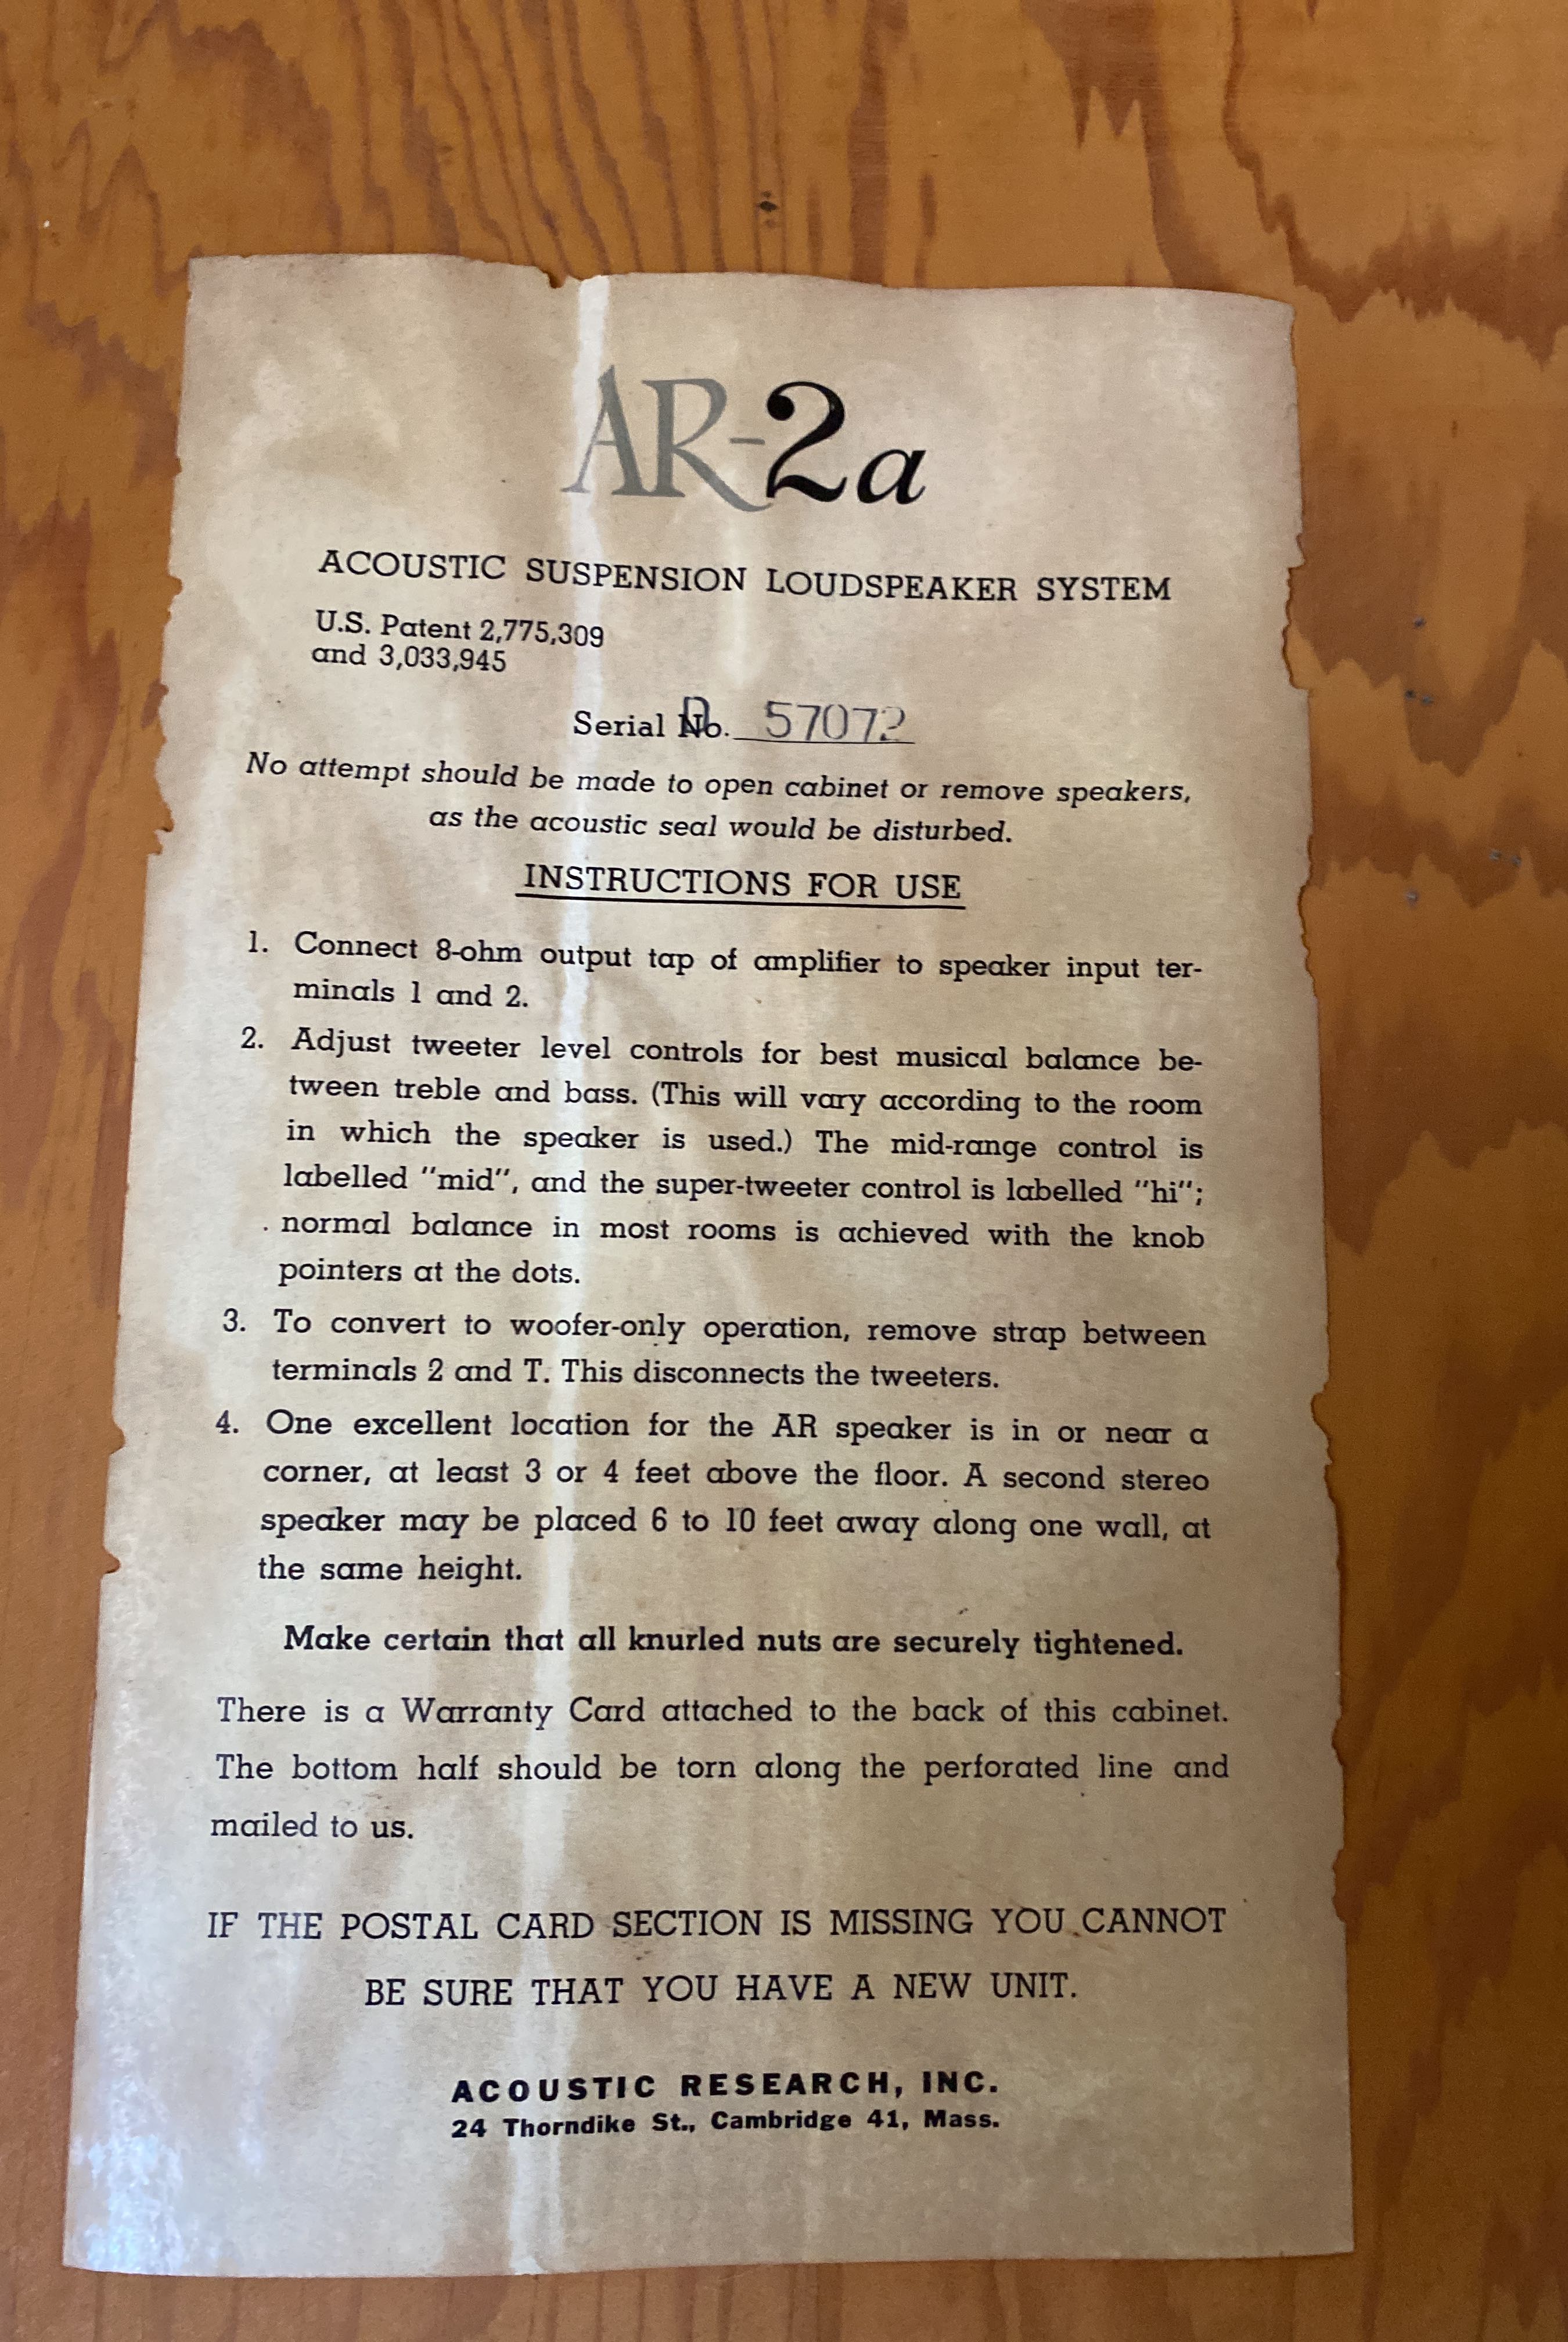 AR-2a
ACOUSTIC SUSPENSION LOUDSPEAKER SYSTEM
U.S. Patent 2,775,309
and 3,033,945
Serial No. D 57072
No attempt should be made to open cabinet or remove speakers,
as the acoustic seal would be disturbed.
INSTRUCTIONS FOR USE
1. Connect 8-ohm output tap of amplifier to speaker input ter-
minals 1 and 2.
2. Adjust tweeter level controls for best musical balance be-
tween treble and bass. (This will vary according to the room
in which the speaker is used.) The mid-range control is
labelled "mid", and the super-tweeter control is labelled "hi";
normal balance in most rooms is achieved with the knob
pointers at the dots.
3. To convert to woofer-only operation, remove strap between
terminals 2 and T. This disconnects the tweeters.
4. One excellent location for the AR speaker is in or near a
corner, at least 3 or 4 feet above the floor. A second stereo
speaker may be placed 6 to 10 feet away along one wall, at
the same height.
Make certain that all knurled nuts are securely tightened.
There is a Warranty Card attached to the back of this cabinet.
The bottom half should be torn along the perforated line and
mailed to us.
IF THE POSTAL CARD SECTION IS MISSING YOU CANNOT
BE SURE THAT YOU HAVE A NEW UNIT.
ACOUSTIC RESEARCH, INC.
24 Thorndike St., Cambridge 41, Mass.